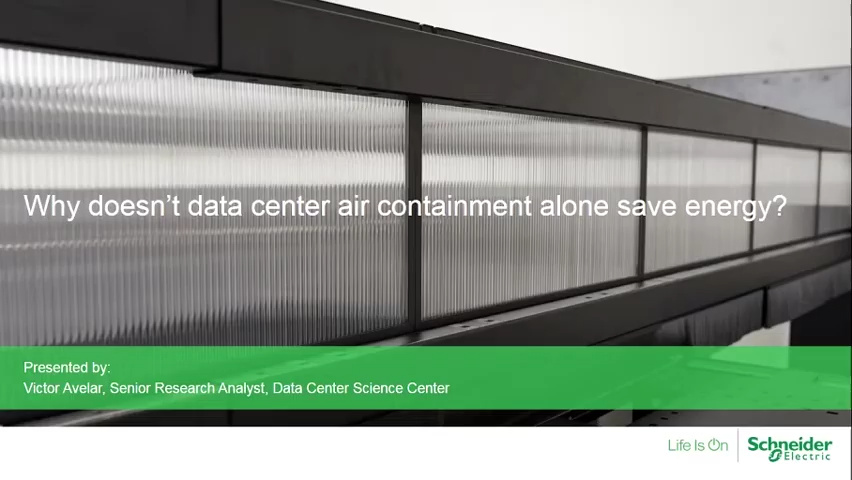 Why doesn't data center air containment alone save energy?
Presented by:
Victor Avelar, Senior Research Analyst, Data Center Science Center
Life Is On
Schneider
Electric